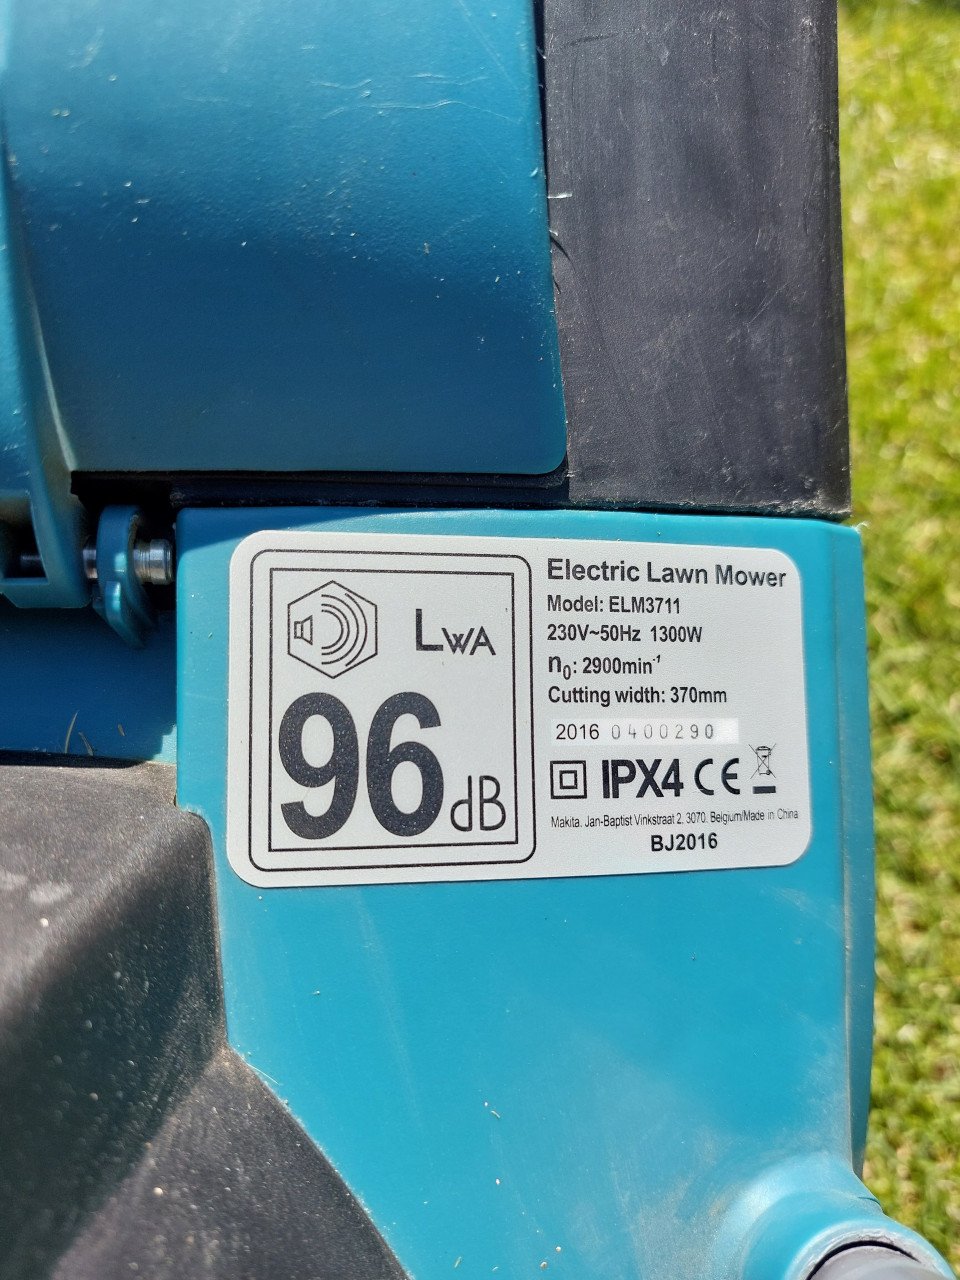 LWA
96 dB
Electric Lawn Mower
Model: ELM3711
230V~50Hz 1300W
n0: 2900min-1
Cutting width: 370mm
2016 0400290
IPX4 CE
Makita. Jan-Baptist Vinkstraat 2, 3070. Belgium/Made in China
BJ2016